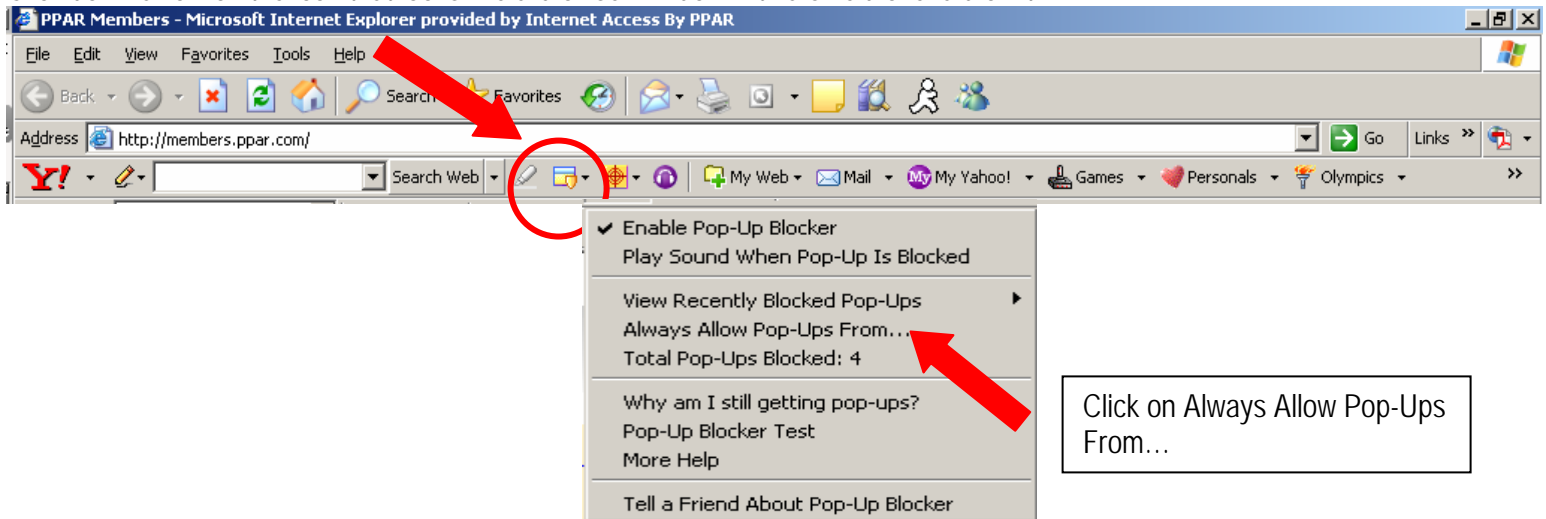 PPAR Members - Microsoft Internet Explorer provided by Internet Access By PPAR
File Edit View Favorites Tools Help
Back Search Favorites
Address http://members.ppar.com/ Go Links »
Y! Search Web My Web Mail My My Yahoo! Games Personals Olympics »
Enable Pop-Up Blocker
Play Sound When Pop-Up Is Blocked
View Recently Blocked Pop-Ups
Always Allow Pop-Ups From...
Total Pop-Ups Blocked: 4
Why am I still getting pop-ups?
Pop-Up Blocker Test
More Help
Tell a Friend About Pop-Up Blocker
Click on Always Allow Pop-Ups
From…